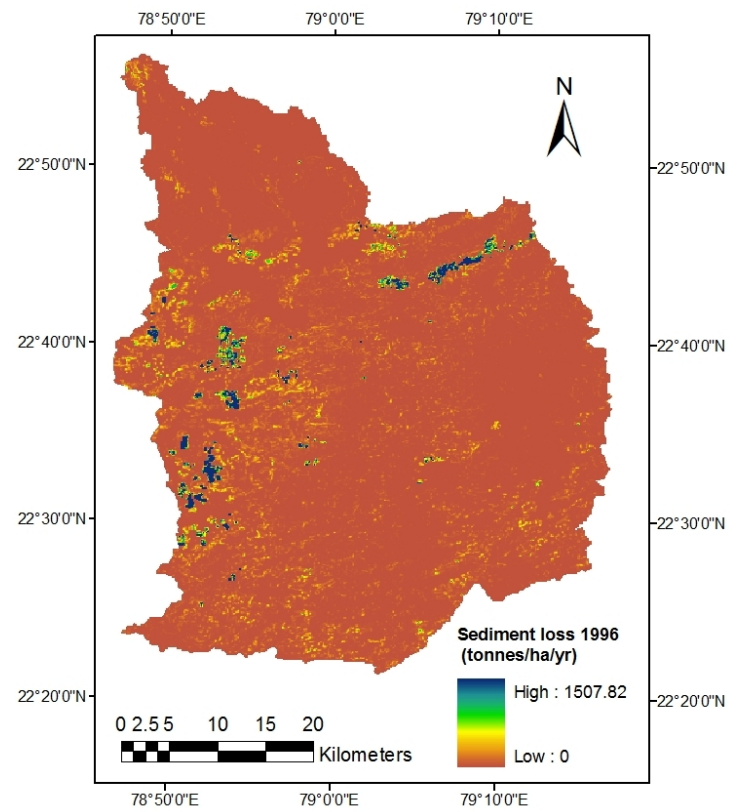 78°50'0"E 79°0'0"E 79°10'0"E
N
22°50'0"N 22°50'0"N
22°40'0"N 22°40'0"N
22°30'0"N 22°30'0"N
Sediment loss 1996
(tonnes/ha/yr)
High : 1507.82
22°20'0"N 22°20'0"N
0 2.5 5 10 15 20
Kilometers
Low : 0
78°50'0"E 79°0'0"E 79°10'0"E